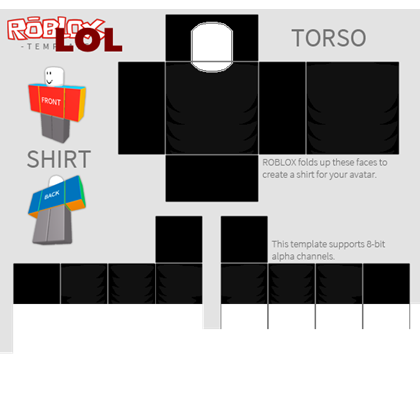 ROBLOX
LOL
TORSO
FRONT
SHIRT
BACK
ROBLOX folds up these faces to
create a shirt for your avatar.
This template supports 8-bit
alpha channels.